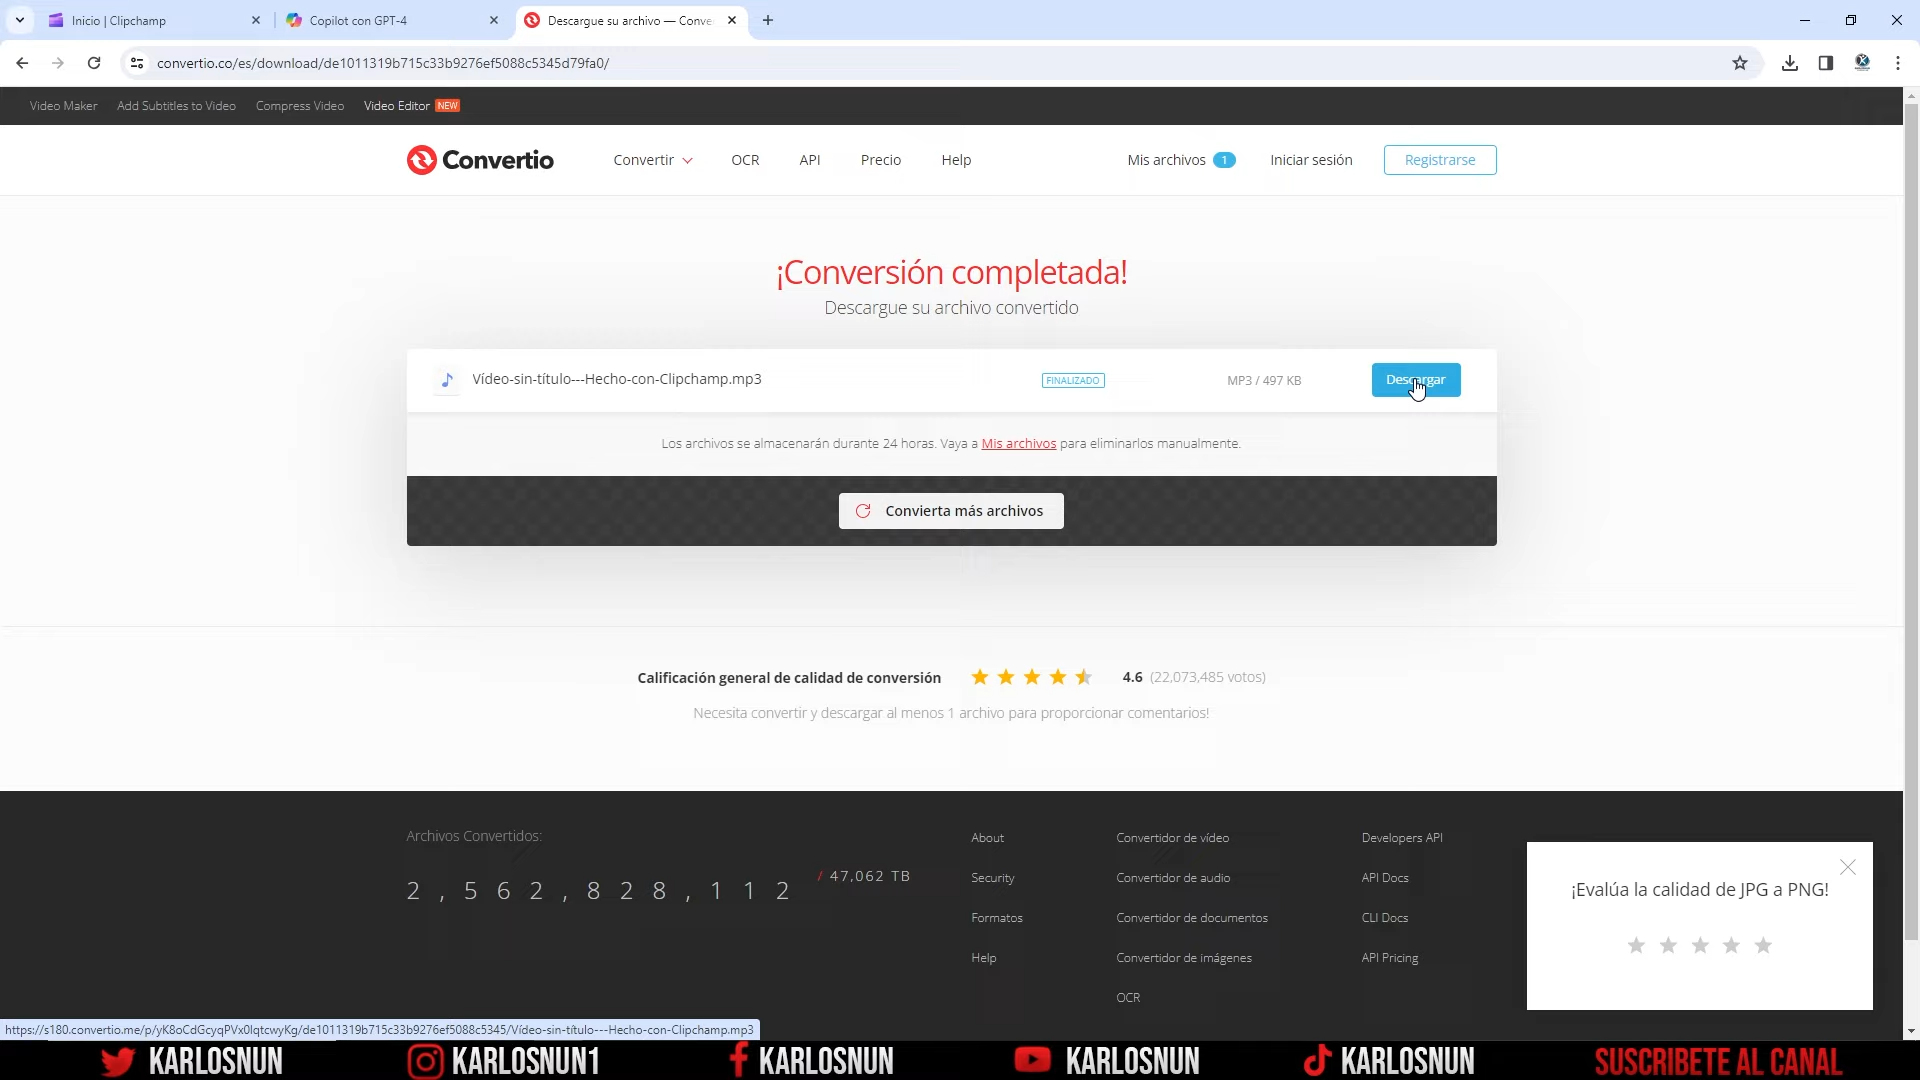 Inicio | Clipchamp
Copilot con GPT-4
Descargue su archivo — Conve
convertio.co/es/download/de1011319b715c33b9276ef5088c5345d79fa0/
Video Maker Add Subtitles to Video Compress Video Video Editor NEW
Convertio Convertir OCR API Precio Help Mis archivos 1 Iniciar sesión Registrarse
¡Conversión completada!
Descargue su archivo convertido
Vídeo-sin-título---Hecho-con-Clipchamp.mp3 FINALIZADO MP3 / 497 KB Descargar
Los archivos se almacenarán durante 24 horas. Vaya a Mis archivos para eliminarlos manualmente.
Convierta más archivos
Calificación general de calidad de conversión 4.6 (22,073,485 votos)
Necesita convertir y descargar al menos 1 archivo para proporcionar comentarios!
Archivos Convertidos:
2,562,828,112 / 47,062 TB
About
Security
Formatos
Help
Convertidor de vídeo
Convertidor de audio
Convertidor de documentos
Convertidor de imágenes
OCR
Developers API
API Docs
CLI Docs
API Pricing
¡Evalúa la calidad de JPG a PNG!
https://s180.convertio.me/p/yK8oCdGcyqPVx0lqtcwyKg/de1011319b715c33b9276ef5088c5345/Vídeo-sin-título---Hecho-con-Clipchamp.mp3
KARLOSNUN KARLOSNUN1 KARLOSNUN KARLOSNUN KARLOSNUN SUSCRIBETE AL CANAL